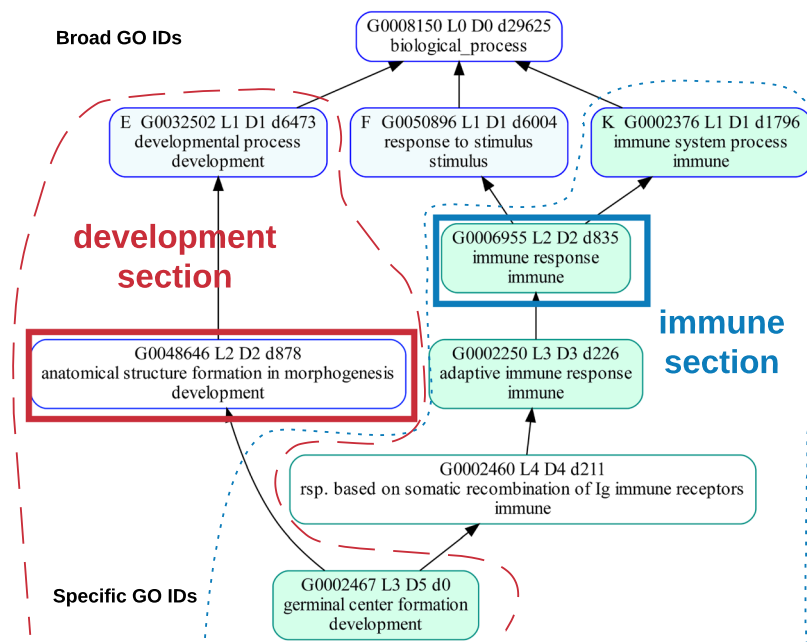 Broad GO IDs
G0008150 L0 D0 d29625
biological_process
E G0032502 L1 D1 d6473
developmental process
development
F G0050896 L1 D1 d6004
response to stimulus
stimulus
K G0002376 L1 D1 d1796
immune system process
immune
development
section
G0006955 L2 D2 d835
immune response
immune
immune
section
G0048646 L2 D2 d878
anatomical structure formation in morphogenesis
development
G0002250 L3 D3 d226
adaptive immune response
immune
G0002460 L4 D4 d211
rsp. based on somatic recombination of Ig immune receptors
immune
Specific GO IDs
G0002467 L3 D5 d0
germinal center formation
development